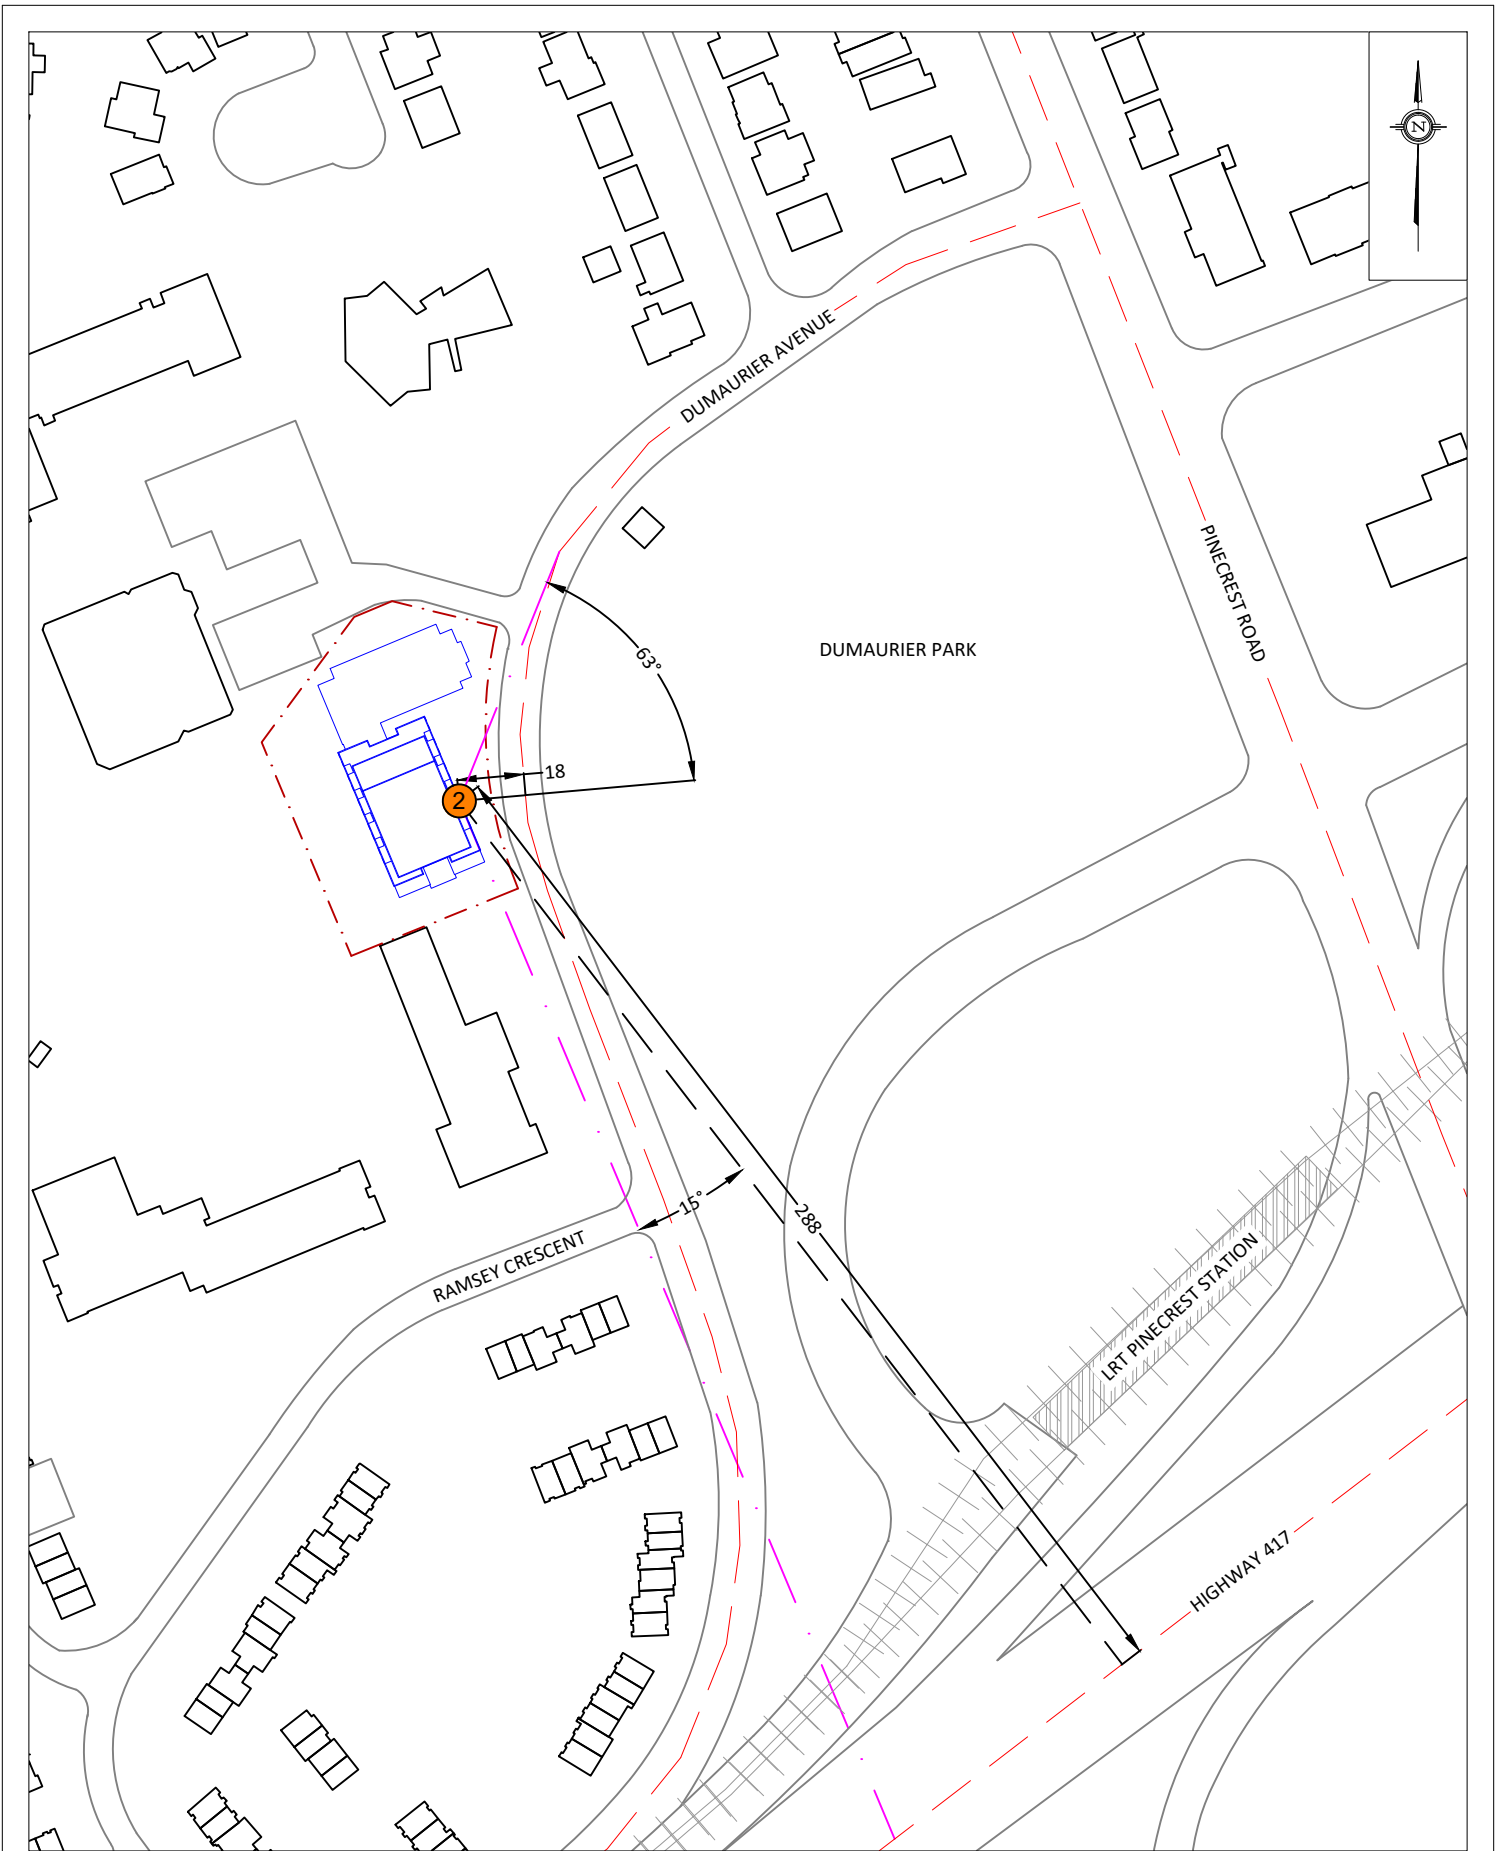 N
DUMAURIER AVENUE
PINECREST ROAD
63°
DUMAURIER PARK
18
2
15°
288
RAMSEY CRESCENT
LRT PINECREST STATION
HIGHWAY 417